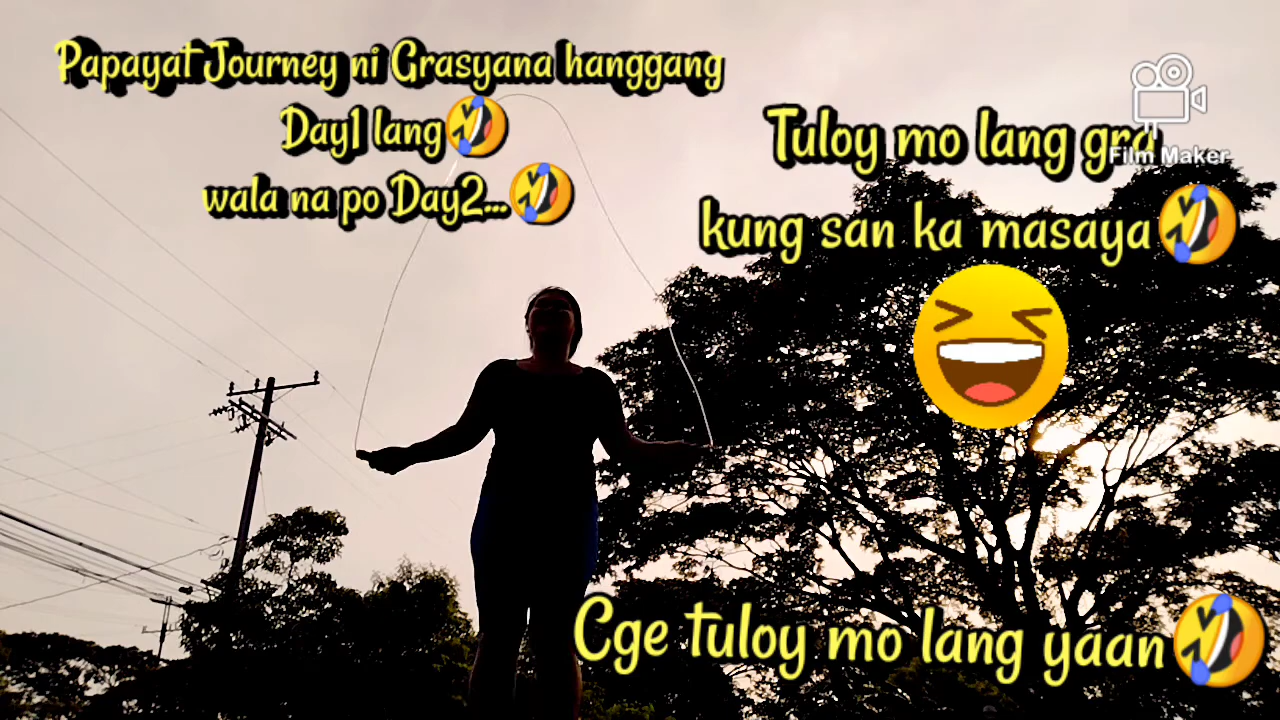 Papayat Journey ni Grasyana hanggang
Day1 lang🤣
wala na po Day2...🤣
Tuloy mo lang gra
Film Maker
kung san ka masaya🤣
Cge tuloy mo lang yaan🤣